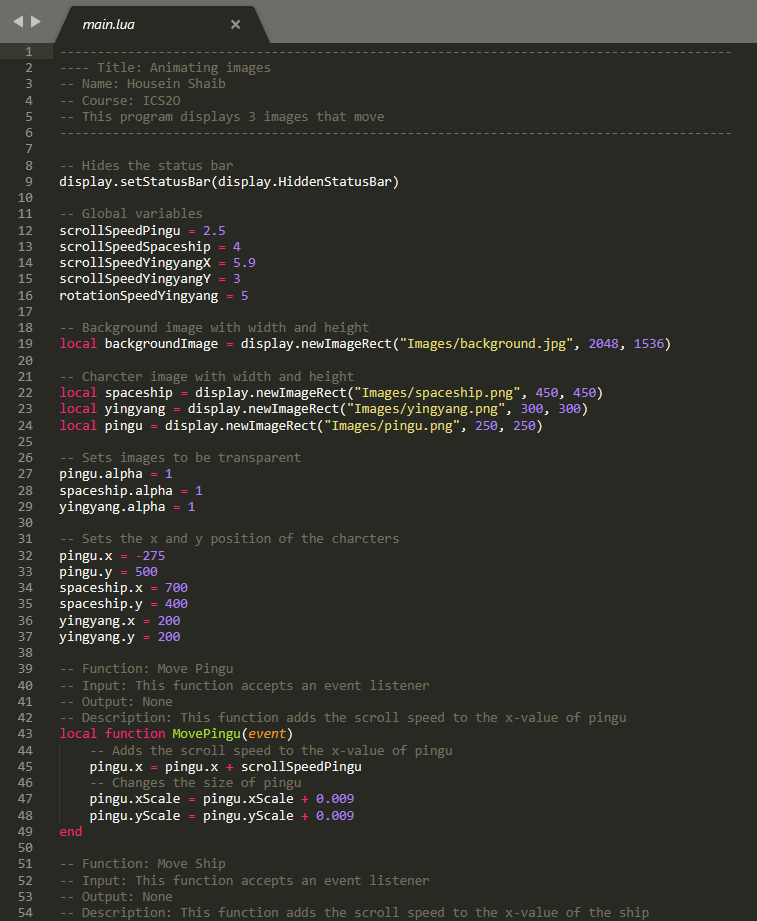 main.lua
1 -----------------------------------------------------------------------------------------
2 ---- Title: Animating images
3 -- Name: Housein Shaib
4 -- Course: ICS2O
5 -- This program displays 3 images that move
6 -----------------------------------------------------------------------------------------
7
8 -- Hides the status bar
9 display.setStatusBar(display.HiddenStatusBar)
10
11 -- Global variables
12 scrollSpeedPingu = 2.5
13 scrollSpeedSpaceship = 4
14 scrollSpeedYingyangX = 5.9
15 scrollSpeedYingyangY = 3
16 rotationSpeedYingyang = 5
17
18 -- Background image with width and height
19 local backgroundImage = display.newImageRect("Images/background.jpg", 2048, 1536)
20
21 -- Charcter image with width and height
22 local spaceship = display.newImageRect("Images/spaceship.png", 450, 450)
23 local yingyang = display.newImageRect("Images/yingyang.png", 300, 300)
24 local pingu = display.newImageRect("Images/pingu.png", 250, 250)
25
26 -- Sets images to be transparent
27 pingu.alpha = 1
28 spaceship.alpha = 1
29 yingyang.alpha = 1
30
31 -- Sets the x and y position of the charcters
32 pingu.x = -275
33 pingu.y = 500
34 spaceship.x = 700
35 spaceship.y = 400
36 yingyang.x = 200
37 yingyang.y = 200
38
39 -- Function: Move Pingu
40 -- Input: This function accepts an event listener
41 -- Output: None
42 -- Description: This function adds the scroll speed to the x-value of pingu
43 local function MovePingu(event)
44 -- Adds the scroll speed to the x-value of pingu
45 pingu.x = pingu.x + scrollSpeedPingu
46 -- Changes the size of pingu
47 pingu.xScale = pingu.xScale + 0.009
48 pingu.yScale = pingu.yScale + 0.009
49 end
50
51 -- Function: Move Ship
52 -- Input: This function accepts an event listener
53 -- Output: None
54 -- Description: This function adds the scroll speed to the x-value of the ship